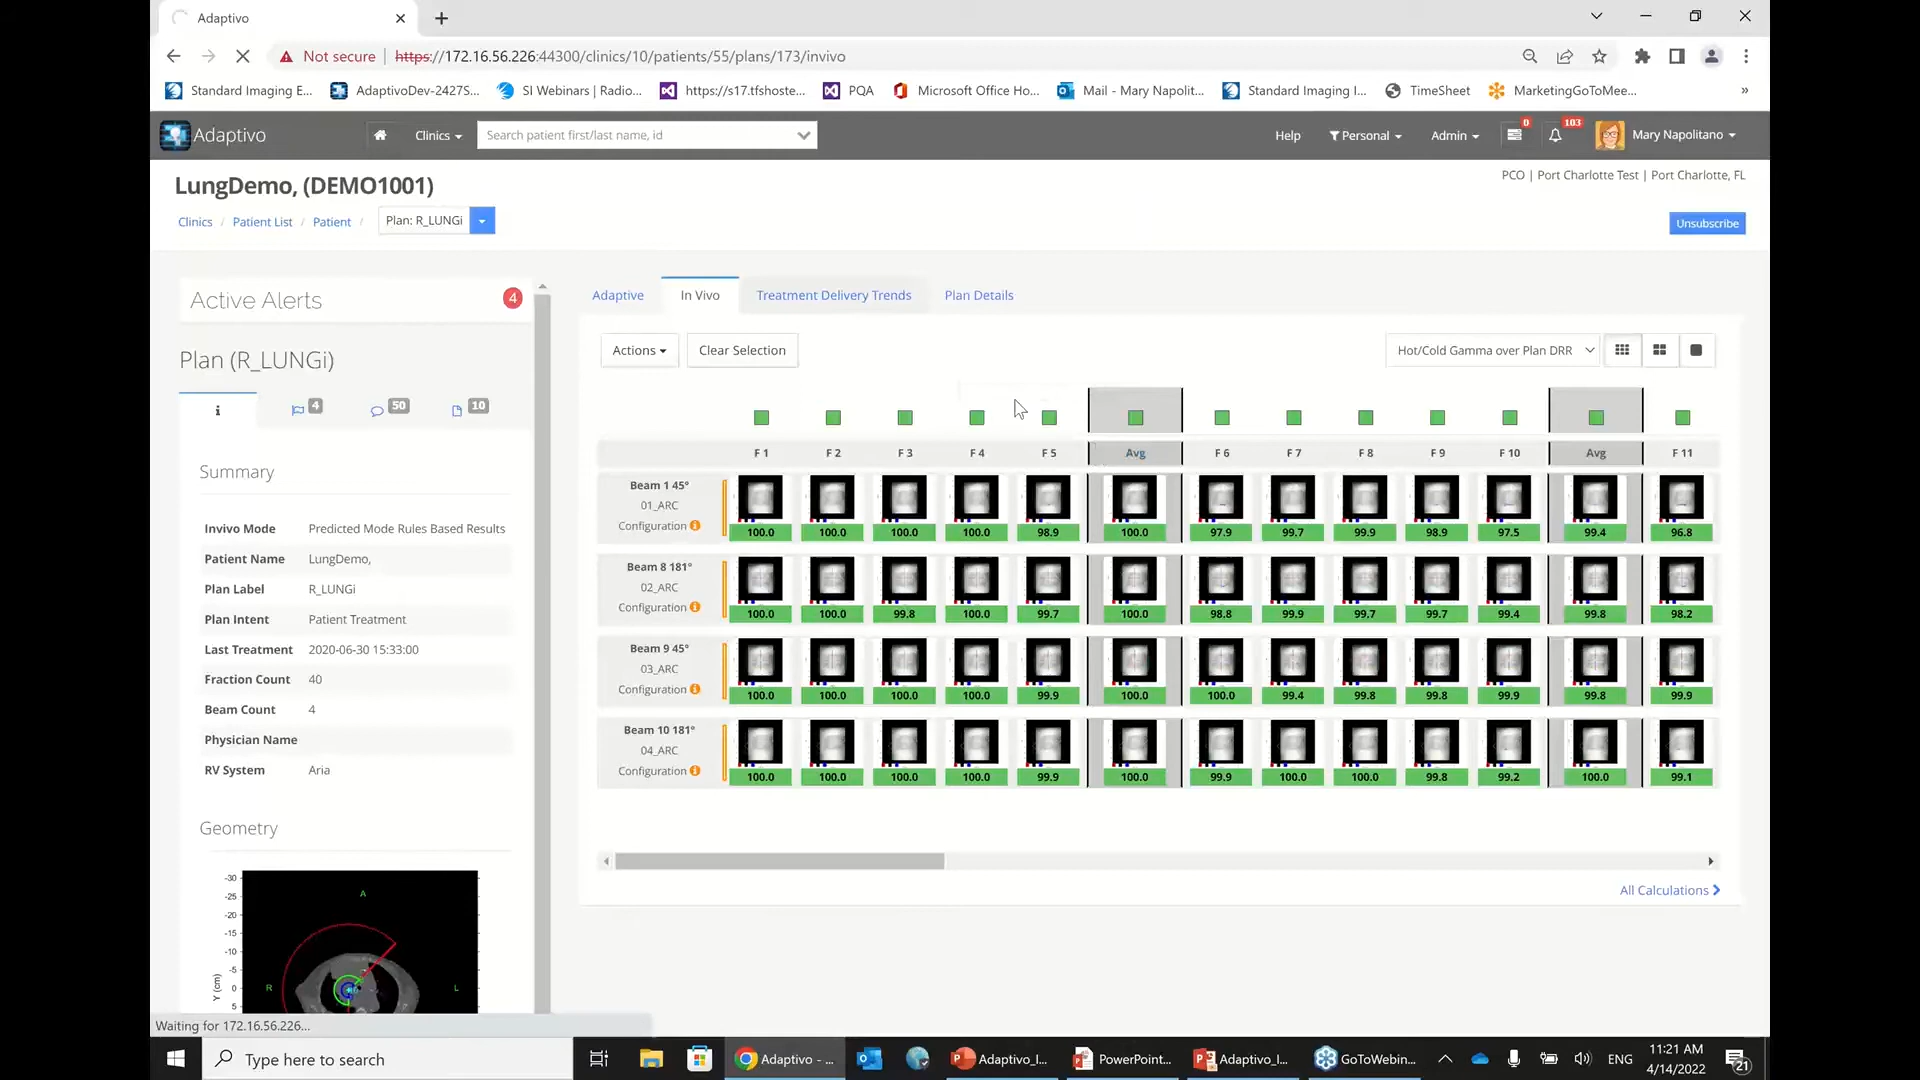 Adaptivo
Not secure https://172.16.56.226:44300/clinics/10/patients/55/plans/173/invivo
Standard Imaging E... AdaptivoDev-2427S... SI Webinars | Radio... https://s17.tfshoste... PQA Microsoft Office Ho... Mail - Mary Napolit... Standard Imaging I... TimeSheet MarketingGoToMee... »
Adaptivo Clinics Search patient first/last name, id Help Personal Admin 0 103 Mary Napolitano
LungDemo, (DEMO1001) PCO | Port Charlotte Test | Port Charlotte, FL
Clinics / Patient List / Patient / Plan: R_LUNGi Unsubscribe
Active Alerts 4
Plan (R_LUNGi)
i 4 50 10
Summary
Invivo Mode Predicted Mode Rules Based Results
Patient Name LungDemo,
Plan Label R_LUNGi
Plan Intent Patient Treatment
Last Treatment 2020-06-30 15:33:00
Fraction Count 40
Beam Count 4
Physician Name
RV System Aria
Geometry
-30
-25
-20
-15
-10
-5
0
5
Y (cm)
A
R
L
Adaptive In Vivo Treatment Delivery Trends Plan Details
Actions Clear Selection Hot/Cold Gamma over Plan DRR
F 1 F 2 F 3 F 4 F 5 Avg F 6 F 7 F 8 F 9 F 10 Avg F 11
Beam 1 45°
01_ARC
Configuration
100.0 100.0 100.0 100.0 98.9 100.0 97.9 99.7 99.9 98.9 97.5 99.4 96.8
Beam 8 181°
02_ARC
Configuration
100.0 100.0 99.8 100.0 99.7 100.0 98.8 99.9 99.7 99.7 99.4 99.8 98.2
Beam 9 45°
03_ARC
Configuration
100.0 100.0 100.0 100.0 99.9 100.0 100.0 99.4 99.8 99.8 99.9 99.8 99.9
Beam 10 181°
04_ARC
Configuration
100.0 100.0 100.0 100.0 99.9 100.0 99.9 100.0 100.0 99.8 99.2 100.0 99.1
All Calculations
Waiting for 172.16.56.226...
Type here to search Adaptivo - ... Adaptivo_I... PowerPoint... Adaptivo_I... GoToWebin... ENG 11:21 AM
4/14/2022 21